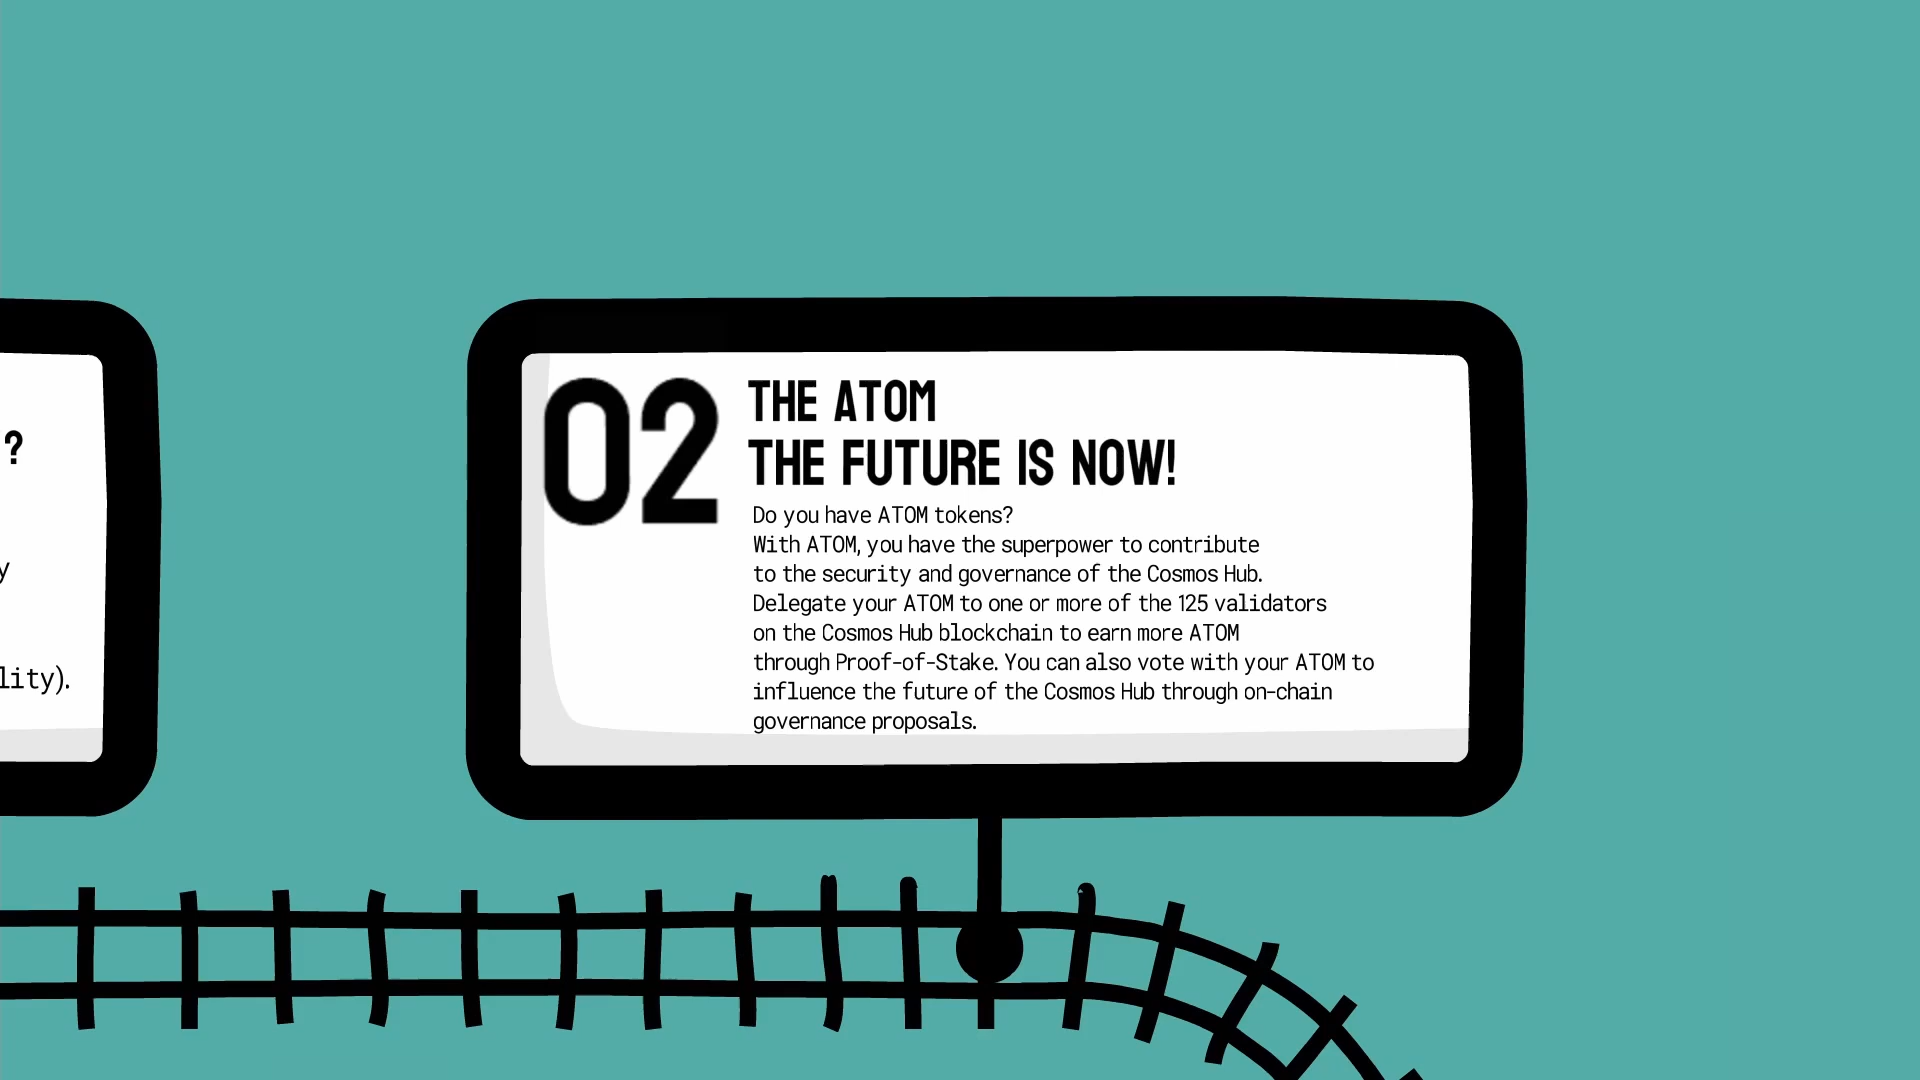 ?
y
lity).
02
THE ATOM
THE FUTURE IS NOW!
Do you have ATOM tokens?
With ATOM, you have the superpower to contribute
to the security and governance of the Cosmos Hub.
Delegate your ATOM to one or more of the 125 validators
on the Cosmos Hub blockchain to earn more ATOM
through Proof-of-Stake. You can also vote with your ATOM to
influence the future of the Cosmos Hub through on-chain
governance proposals.